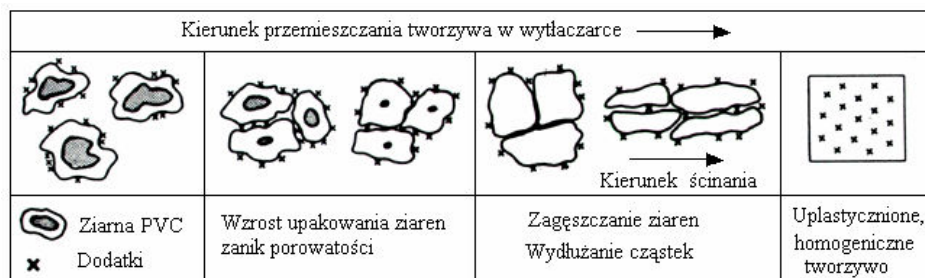 Kierunek przemieszczania tworzywa w wytłaczarce
Kierunek ścinania
Ziarna PVC
Dodatki
Wzrost upakowania ziaren
zanik porowatości
Zagęszczanie ziaren
Wydłużanie cząstek
Uplastycznione,
homogeniczne
tworzywo